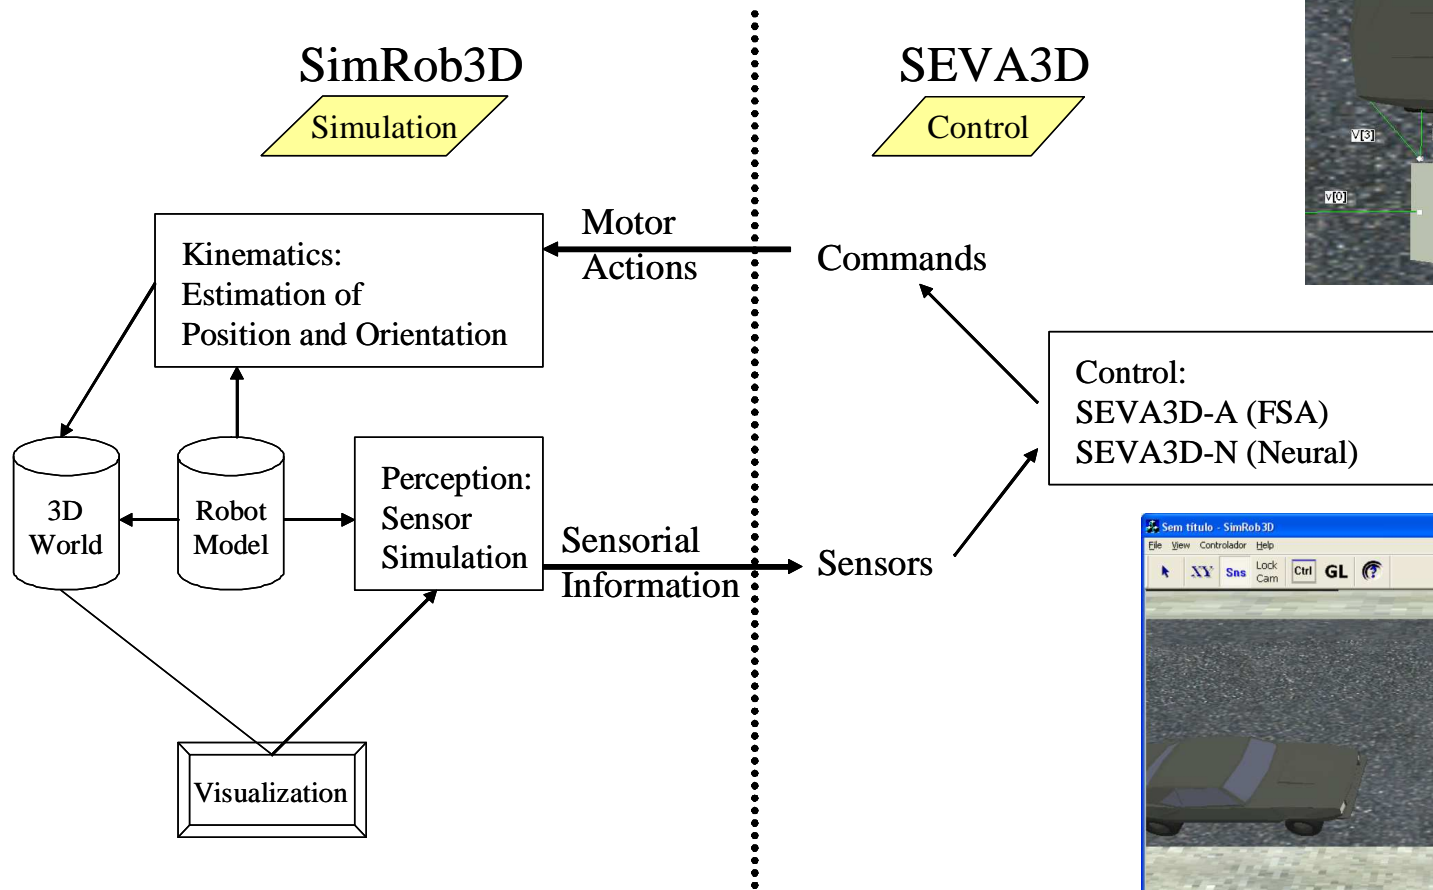 SimRob3D
Simulation
SEVA3D
Control
Motor
Actions
Kinematics:
Estimation of
Position and Orientation
Commands
Control:
SEVA3D-A (FSA)
SEVA3D-N (Neural)
3D
World
Robot
Model
Perception:
Sensor
Simulation
Sensorial
Information
Sensors
Visualization
V[3]
V[0]
Sem título - SimRob3D
File View Controlador Help
XY Sns Lock Cam Ctrl GL ?